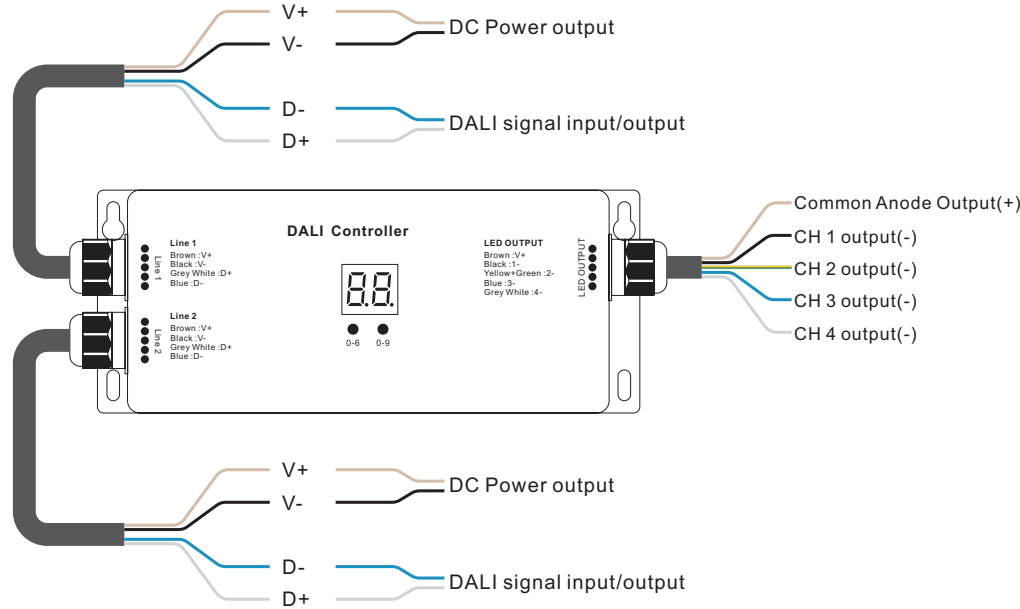 V+
V-
DC Power output
D-
D+
DALI signal input/output
DALI Controller
Line 1
Brown :V+
Black :V-
Grey White :D+
Blue :D-
Line 1
Line 2
Brown :V+
Black :V-
Grey White :D+
Blue :D-
Line 2
8.8.
0-6
0-9
LED OUTPUT
Brown :V+
Black :1-
Yellow+Green :2-
Blue :3-
Grey White :4-
LED OUTPUT
Common Anode Output(+)
CH 1 output(-)
CH 2 output(-)
CH 3 output(-)
CH 4 output(-)
V+
V-
DC Power output
D-
D+
DALI signal input/output